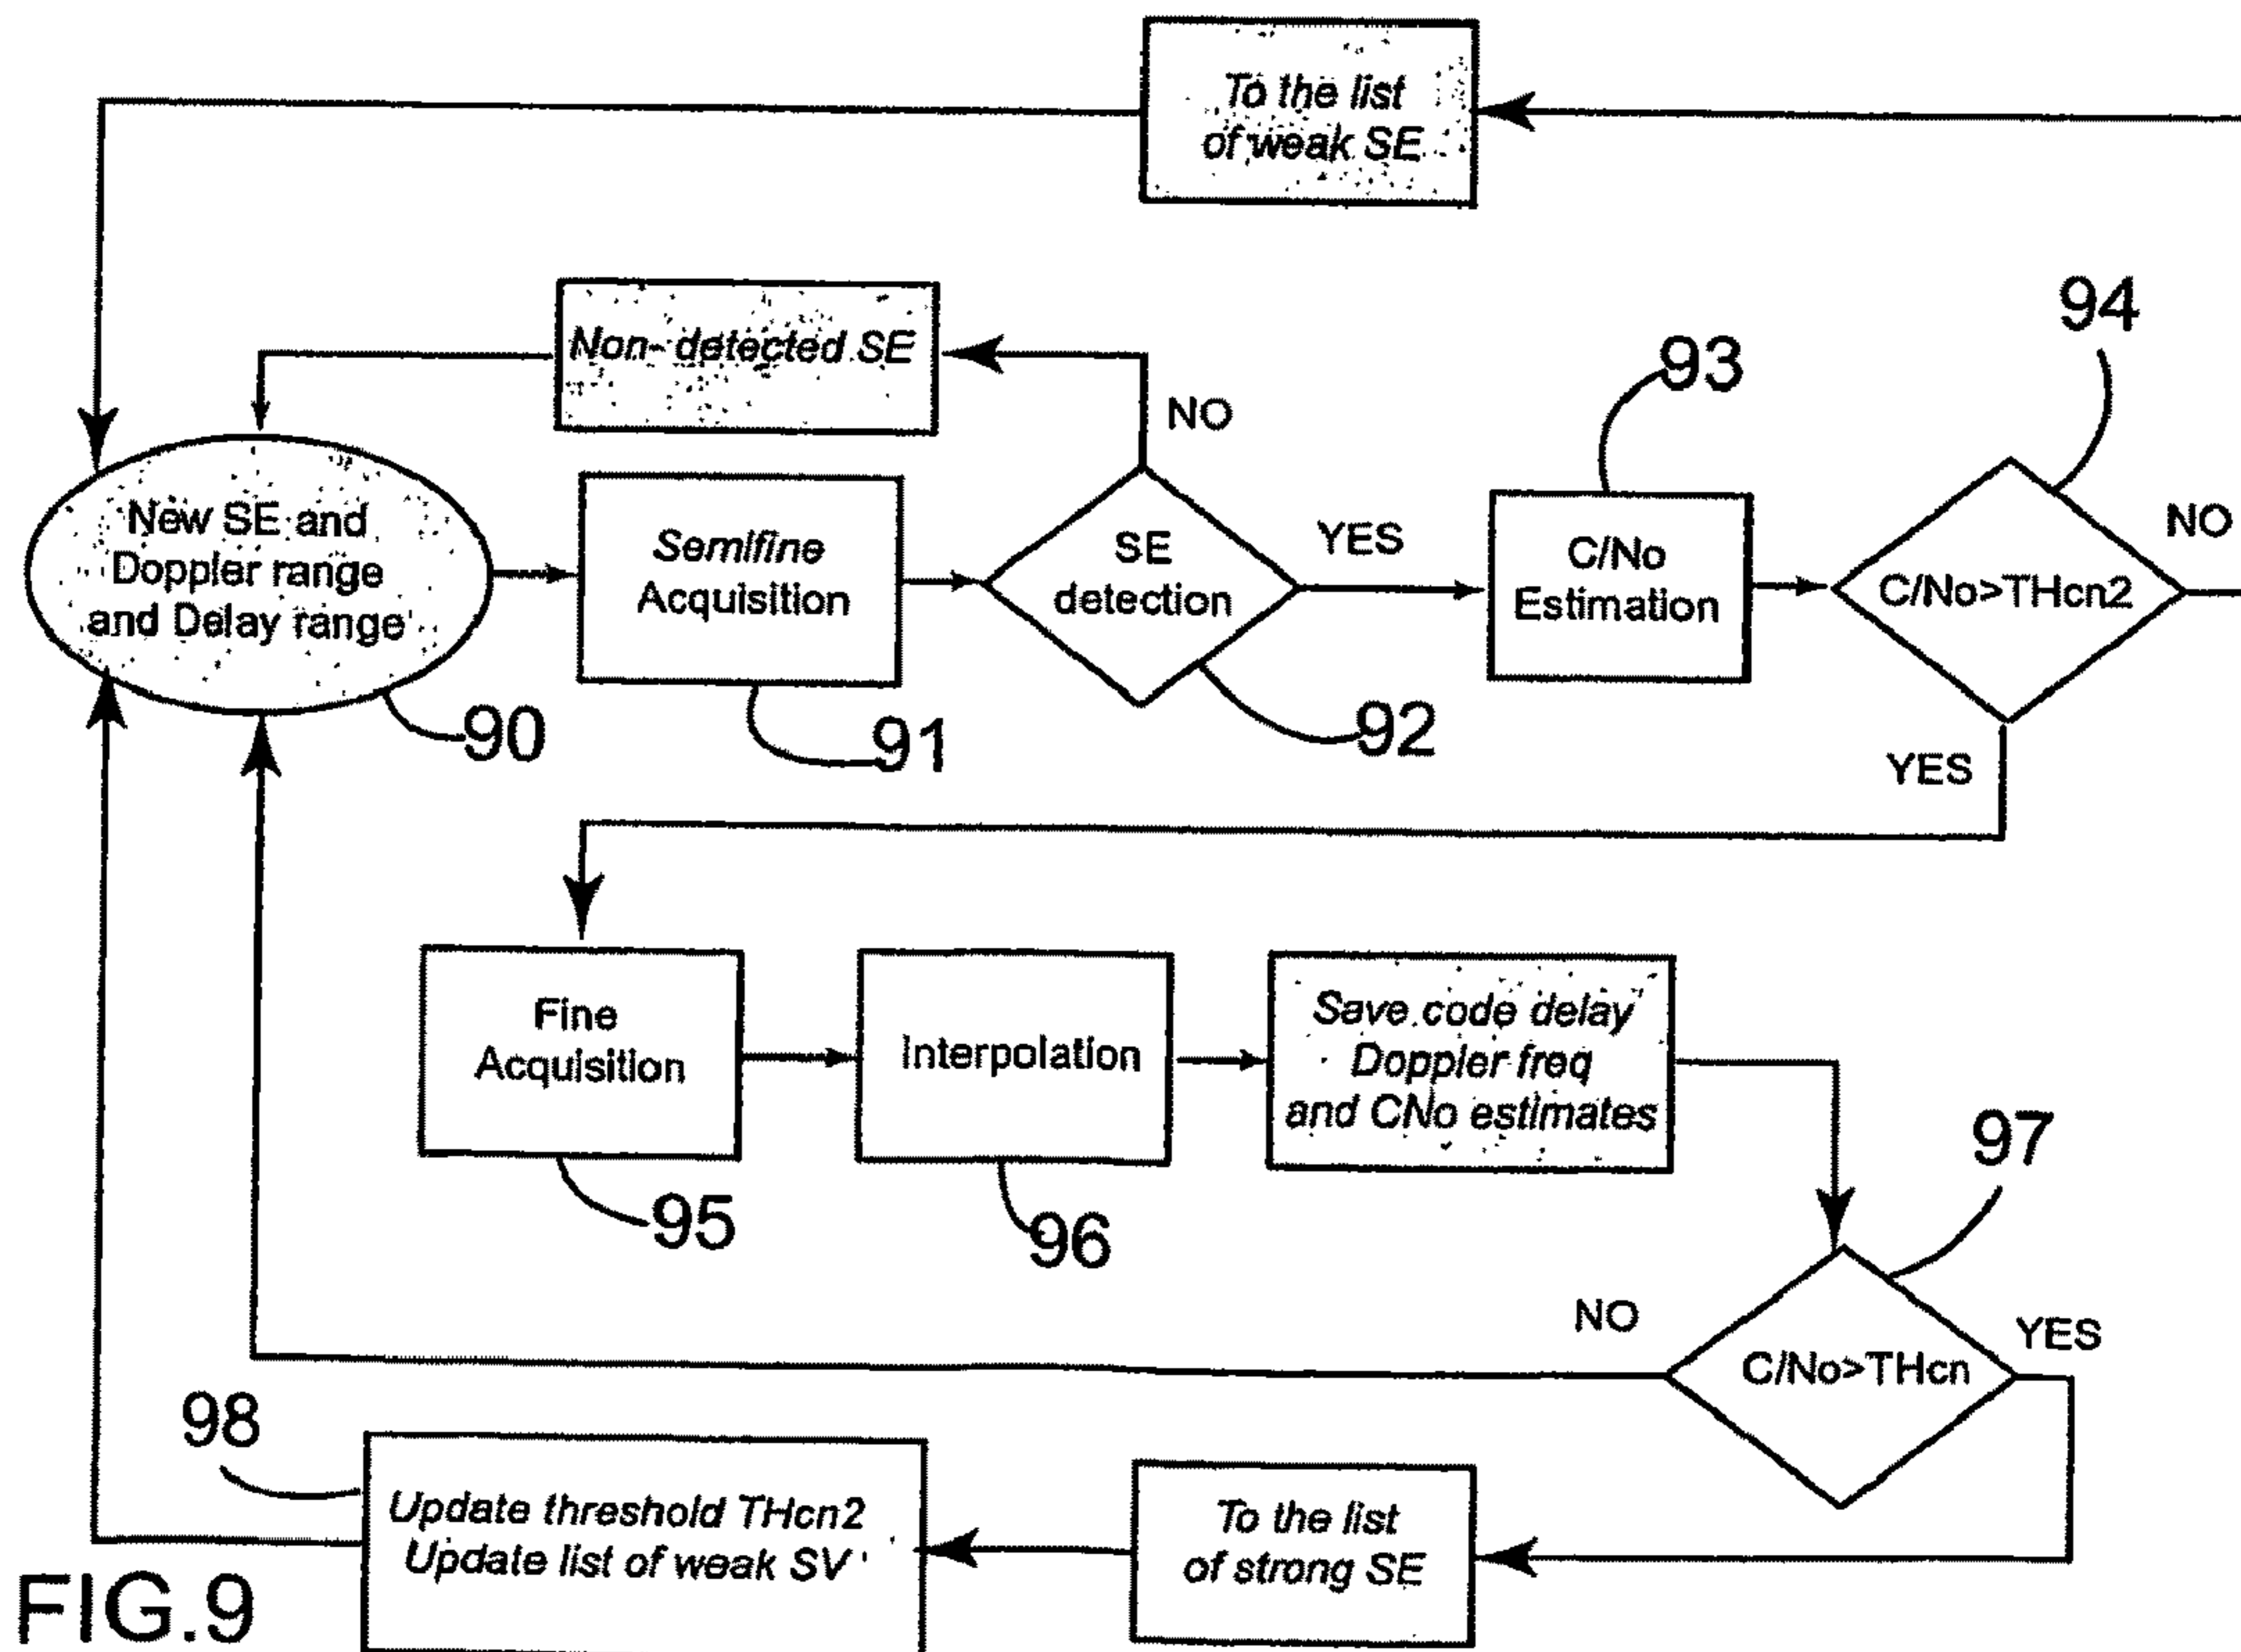 To the list
of weak SE
Non- detected SE
NO
93
94
New SE and
Doppler range
and Delay range
90
Semifine
Acquisition
91
SE
detection
92
YES
C/No
Estimation
C/No>THcn2
NO
YES
Fine
Acquisition
95
Interpolation
96
Save code delay
Doppler freq
and CNo estimates
97
NO
C/No>THcn
YES
98
Update threshold THcn2
Update list of weak SV
To the list
of strong SE
FIG.9